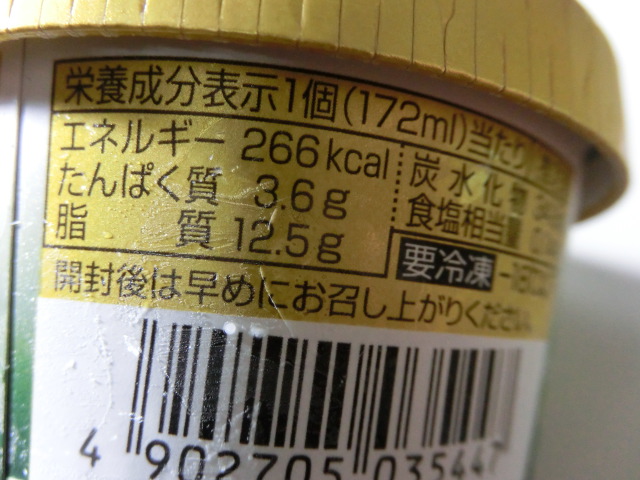 栄養成分表示1個(172ml)当たり
エネルギー 266kcal
たんぱく質 3.6g
脂 質 12.5g
炭水化物
食塩相当量
要冷凍
開封後は早めにお召し上がりください。
4 902705 035447